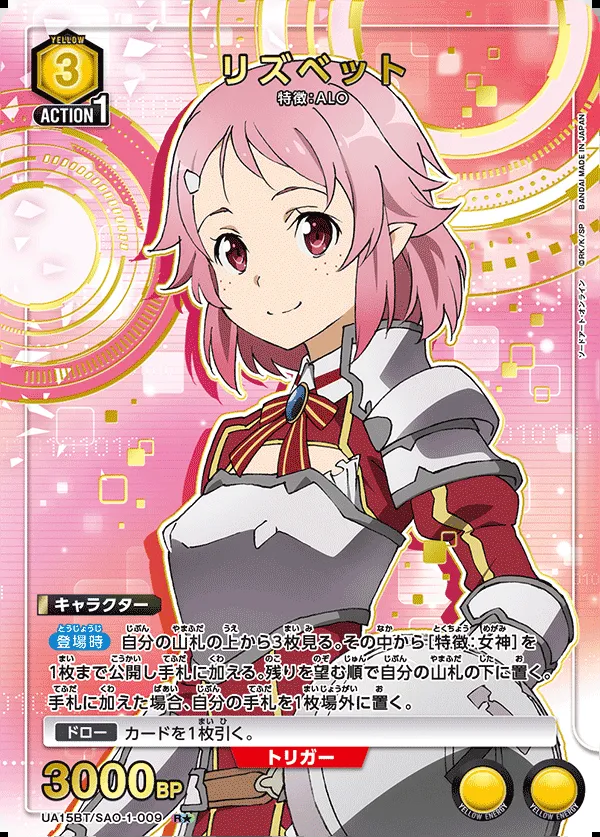 YELLOW
3
ACTION1
リズベット
特徴:ALO
BANDAI MADE IN JAPAN
©RK/K/SP
ソードアート・オンライン
キャラクター
登場時 自分の山札の上から3枚見る。その中から[特徴:女神]を
1枚まで公開し手札に加える。残りを望む順で自分の山札の下に置く。
手札に加えた場合、自分の手札を1枚場外に置く。
ドロー カードを1枚引く。
トリガー
3000BP
UA15BT/SAO-1-009 R★
YELLOW ENERGY
YELLOW ENERGY